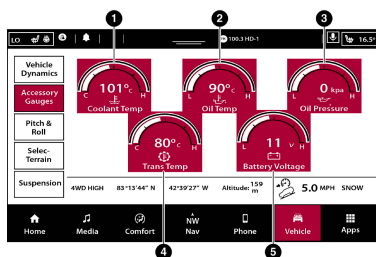 1 2 3
LO 100.3 HD-1 16.5°
Vehicle Dynamics
Accessory Gauges
Pitch & Roll
Selec-Terrain
Suspension
101°c
C H
Coolant Temp
90°c
L H
Oil Temp
0 kpa
L H
Oil Pressure
80°c
C H
Trans Temp
11 v
L H
Battery Voltage
4WD HIGH 83°13'44" N 42°39'27" W Altitude: 159 m 5.0 MPH SNOW
Home Media Comfort NW Nav Phone Vehicle Apps
4 5